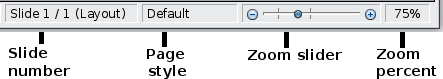 Slide 1 / 1 (Layout) Default 75%
Slide number
Page style
Zoom slider
Zoom percent